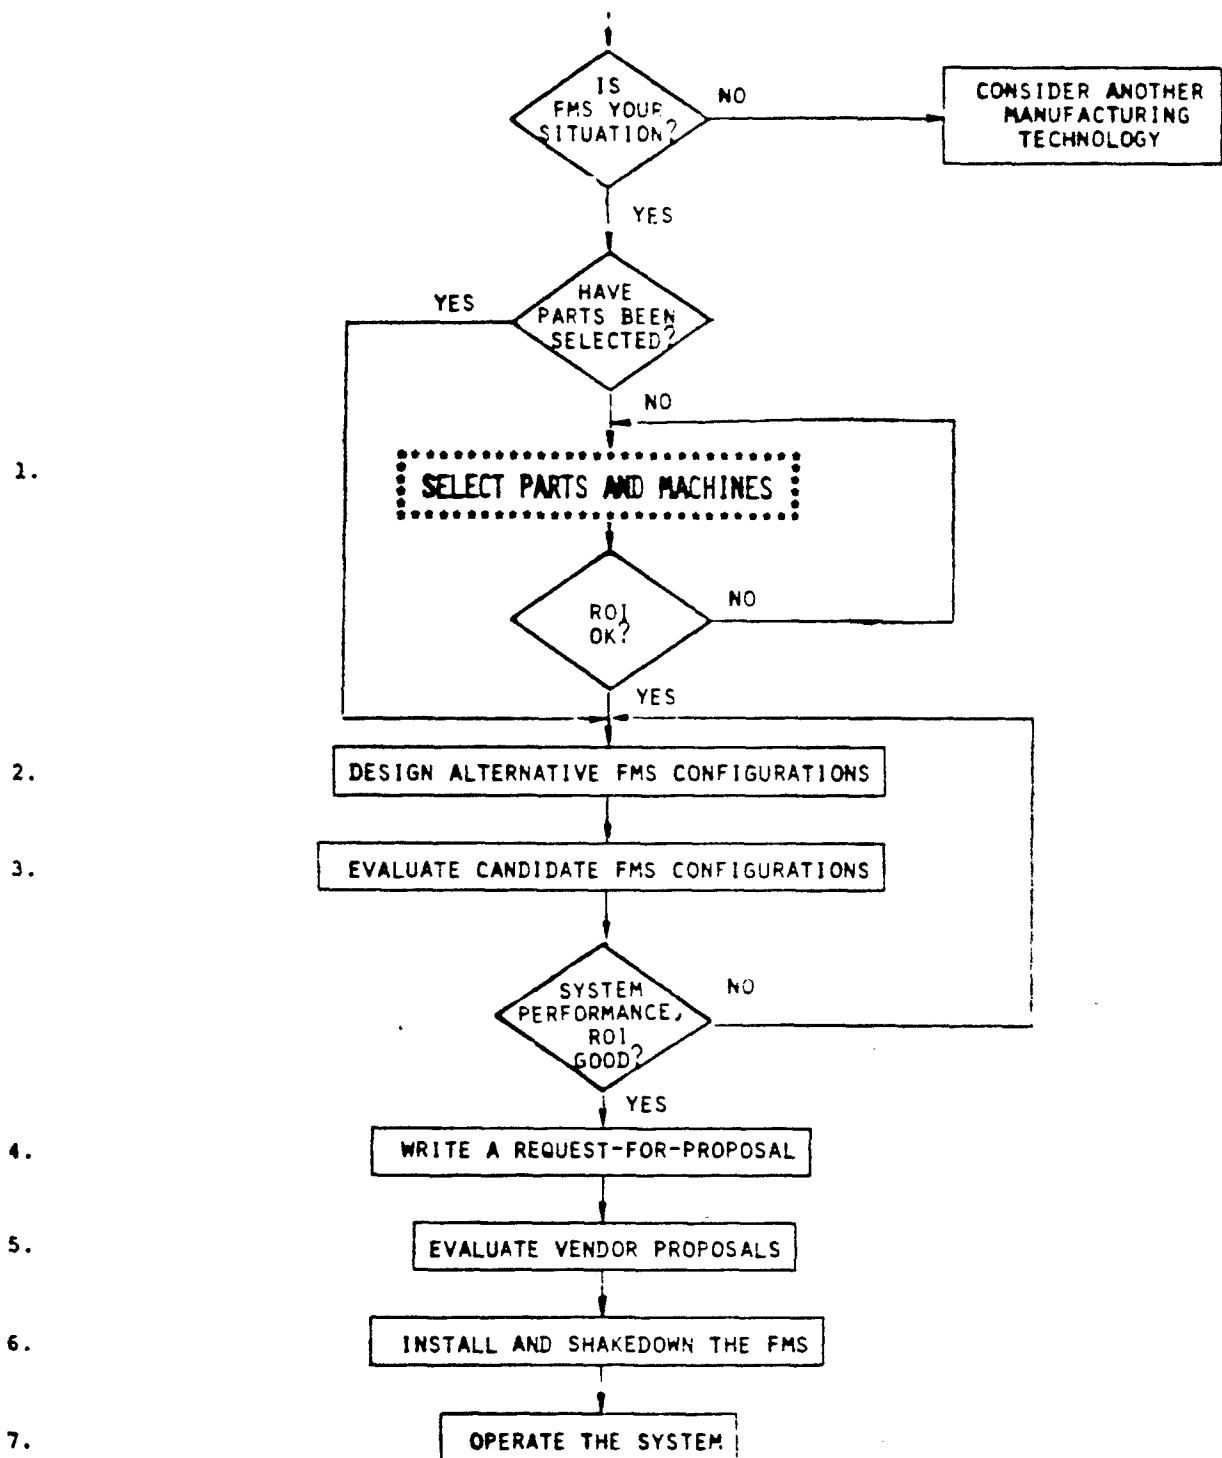 IS
FMS YOUR
SITUATION?
NO
CONSIDER ANOTHER
MANUFACTURING
TECHNOLOGY
YES
HAVE
PARTS BEEN
SELECTED?
YES
NO
1.
SELECT PARTS AND MACHINES
ROI
OK?
NO
YES
2.
DESIGN ALTERNATIVE FMS CONFIGURATIONS
3.
EVALUATE CANDIDATE FMS CONFIGURATIONS
SYSTEM
PERFORMANCE,
ROI
GOOD?
NO
YES
4.
WRITE A REQUEST-FOR-PROPOSAL
5.
EVALUATE VENDOR PROPOSALS
6.
INSTALL AND SHAKEDOWN THE FMS
7.
OPERATE THE SYSTEM